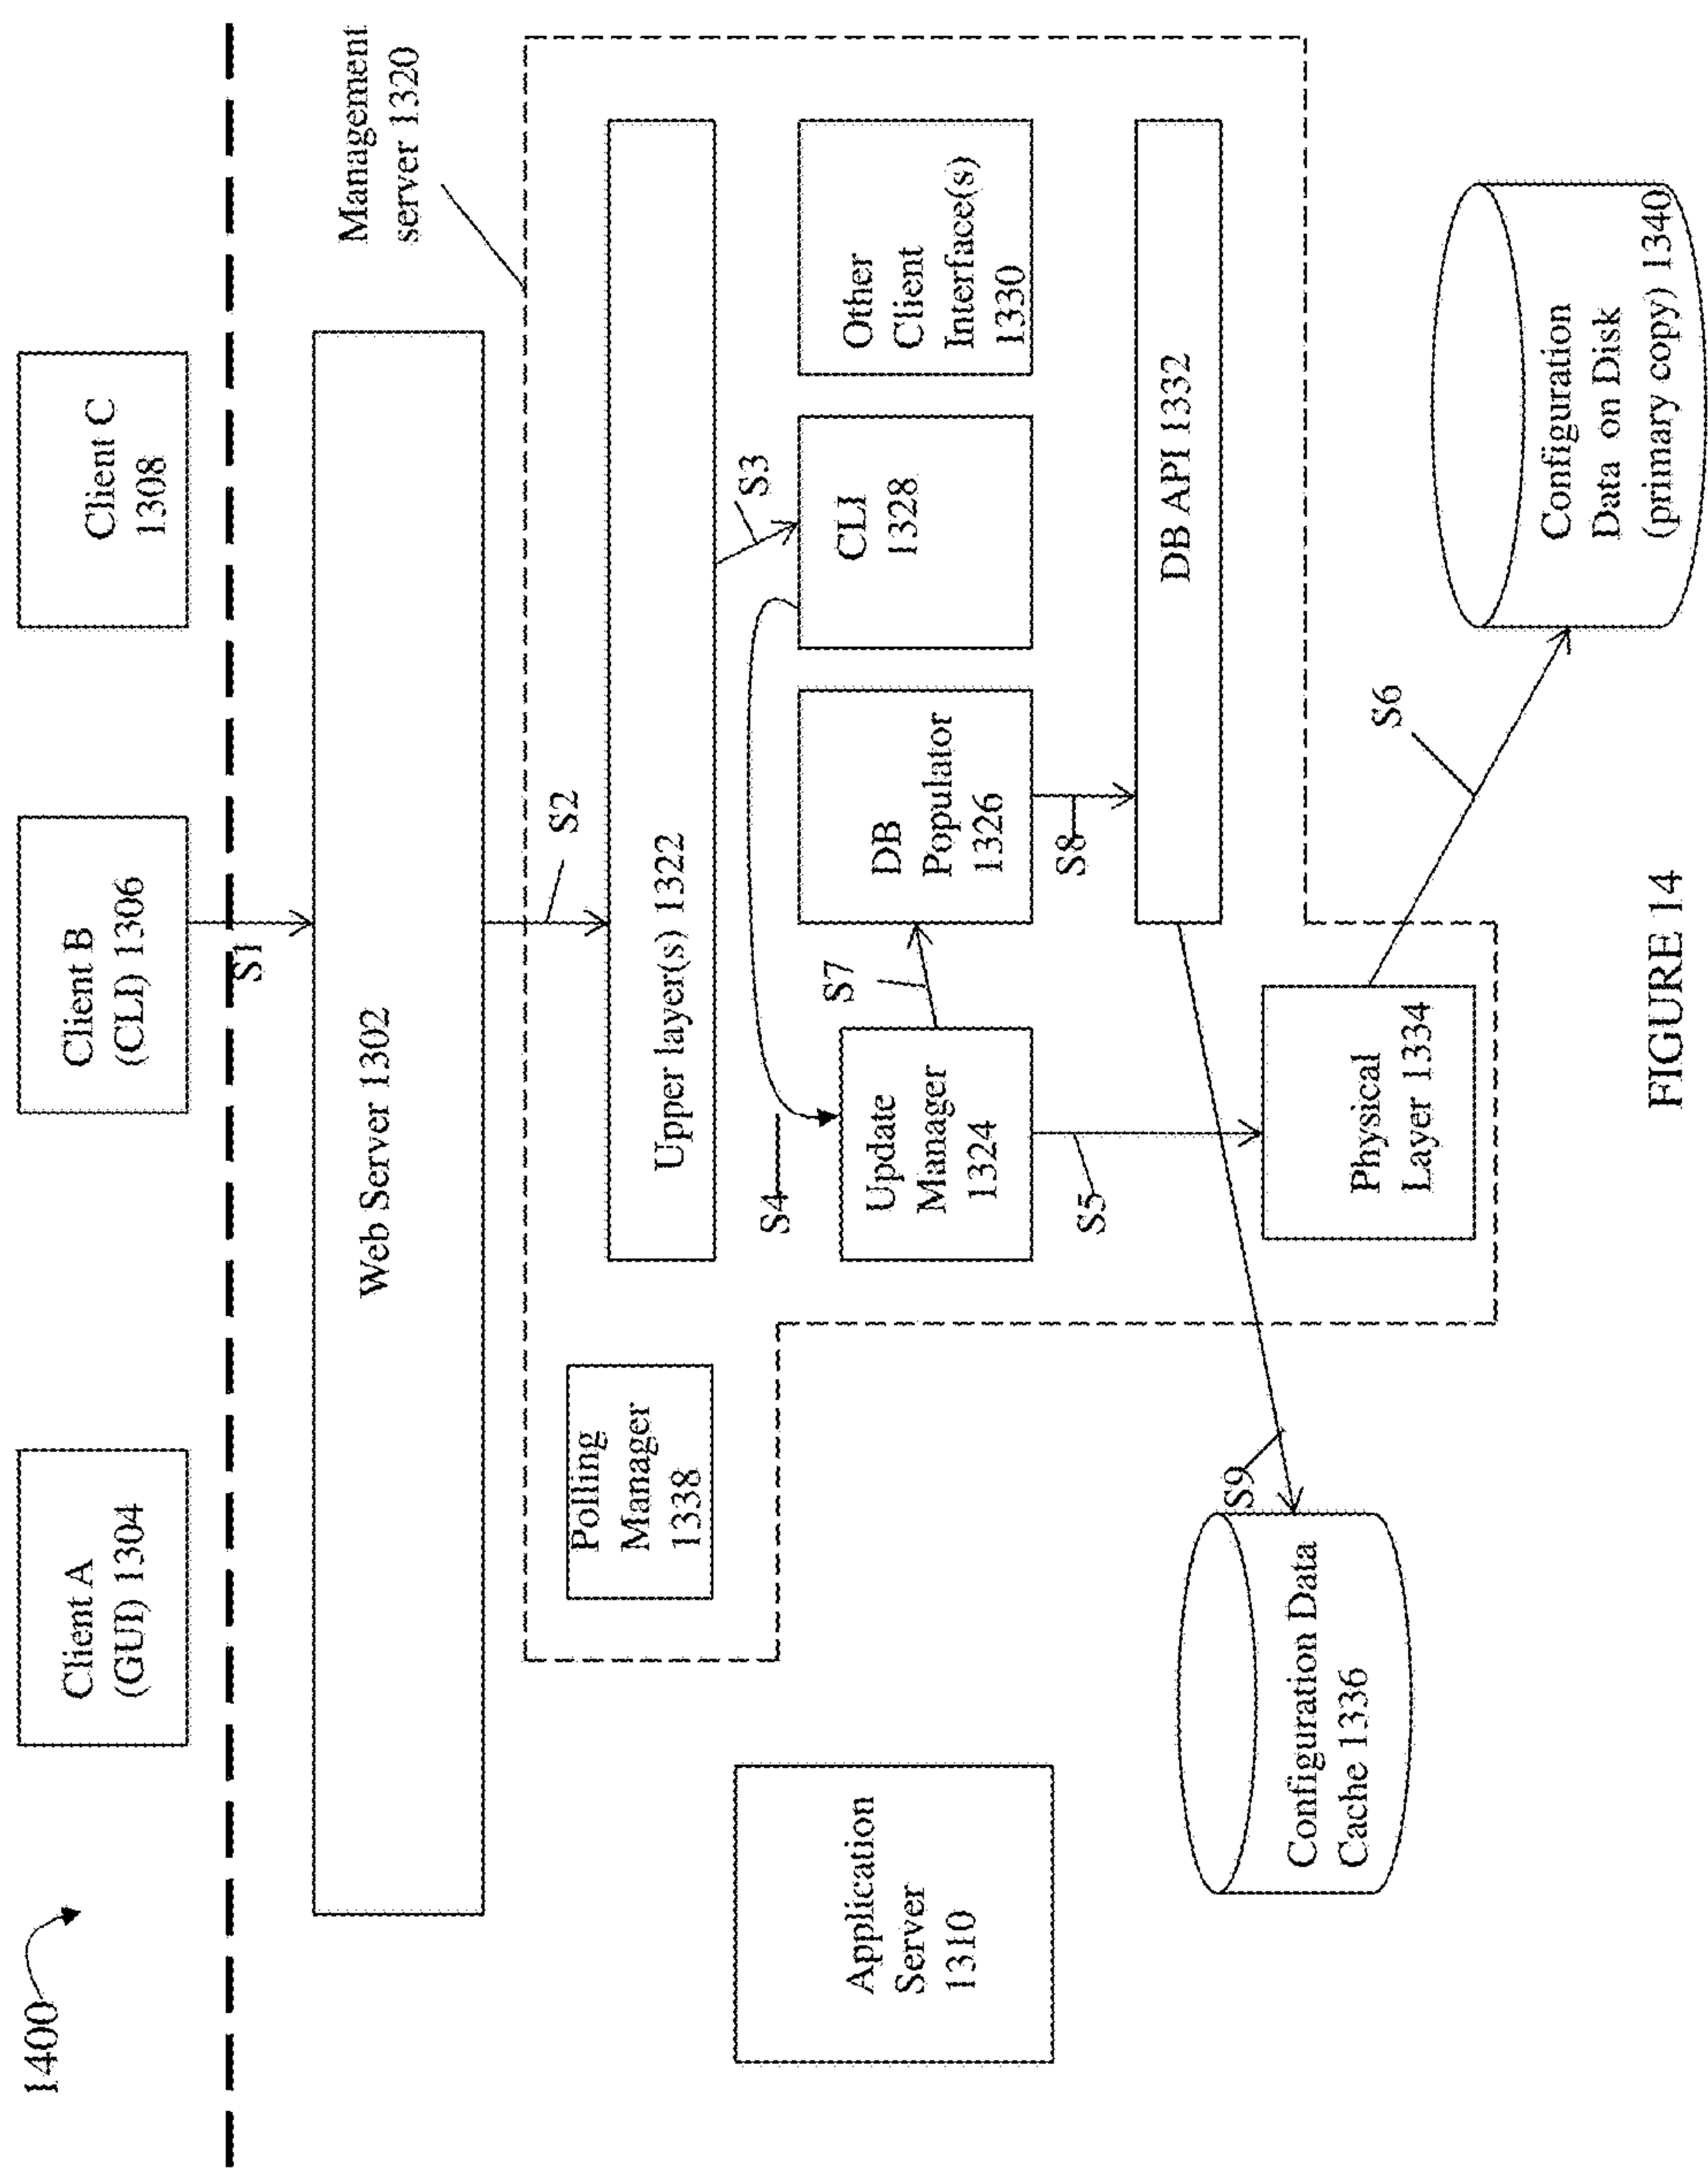 1400
Client A
(GUI) 1304
Client B
(CLI) 1306
Client C
1308
S1
Web Server 1302
Management
server 1320
S2
Polling
Manager
1338
Upper layer(s) 1322
S3
S4
Application
Server
1310
Update
Manager
1324
S7
DB
Populator
1326
CLI
1328
Other
Client
Interface(s)
1330
S5
S8
DB API 1332
S9
Configuration Data
Cache 1336
Physical
Layer 1334
S6
Configuration
Data on Disk
(primary copy) 1340
FIGURE 14